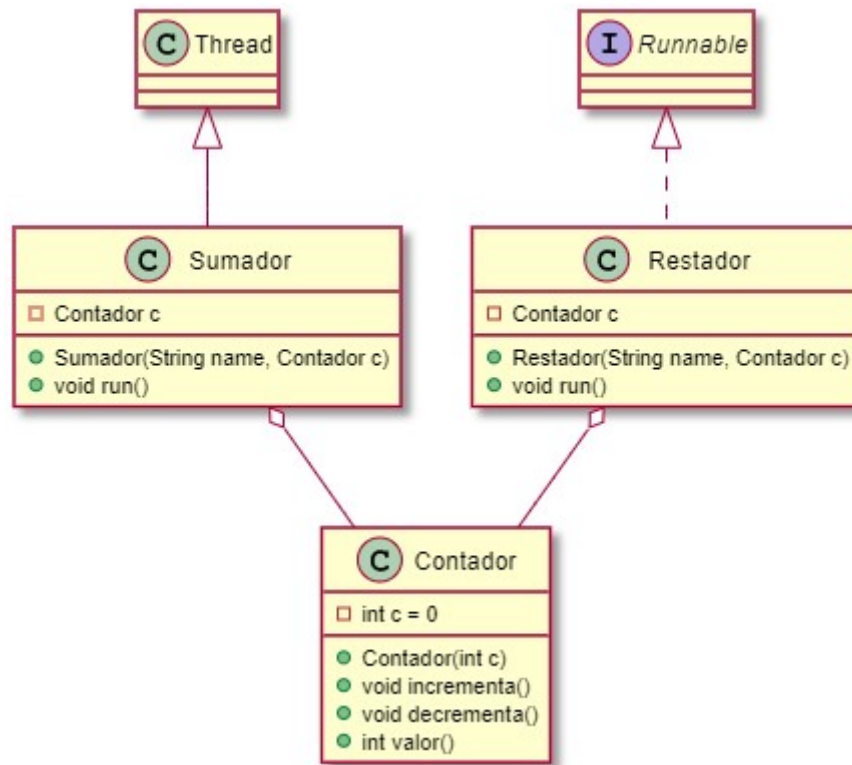 C Thread
I Runnable
C Sumador
Contador c
Sumador(String name, Contador c)
void run()
C Restador
Contador c
Restador(String name, Contador c)
void run()
C Contador
int c = 0
Contador(int c)
void incrementa()
void decrementa()
int valor()